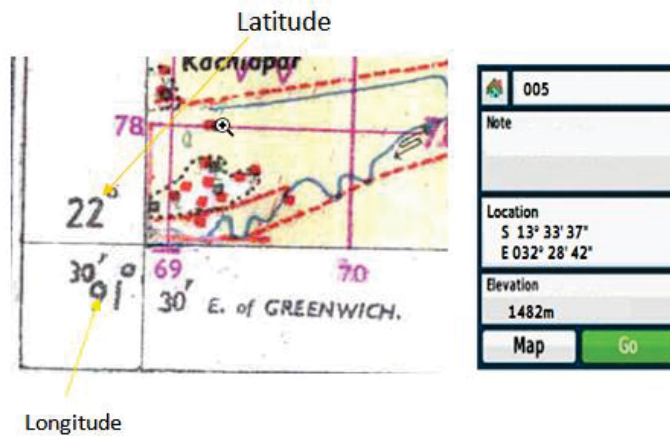 Latitude
Kachiapar
78
22°
30' 69 70
91° 30' E. of GREENWICH.
Longitude
005
Note
Location
S 13° 33' 37"
E 032° 28' 42"
Elevation
1482m
Map Go